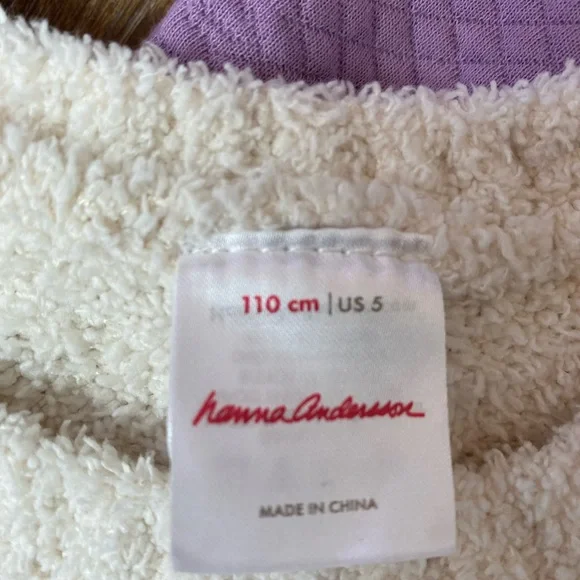 110 cm | US 5
hanna Andersson
MADE IN CHINA